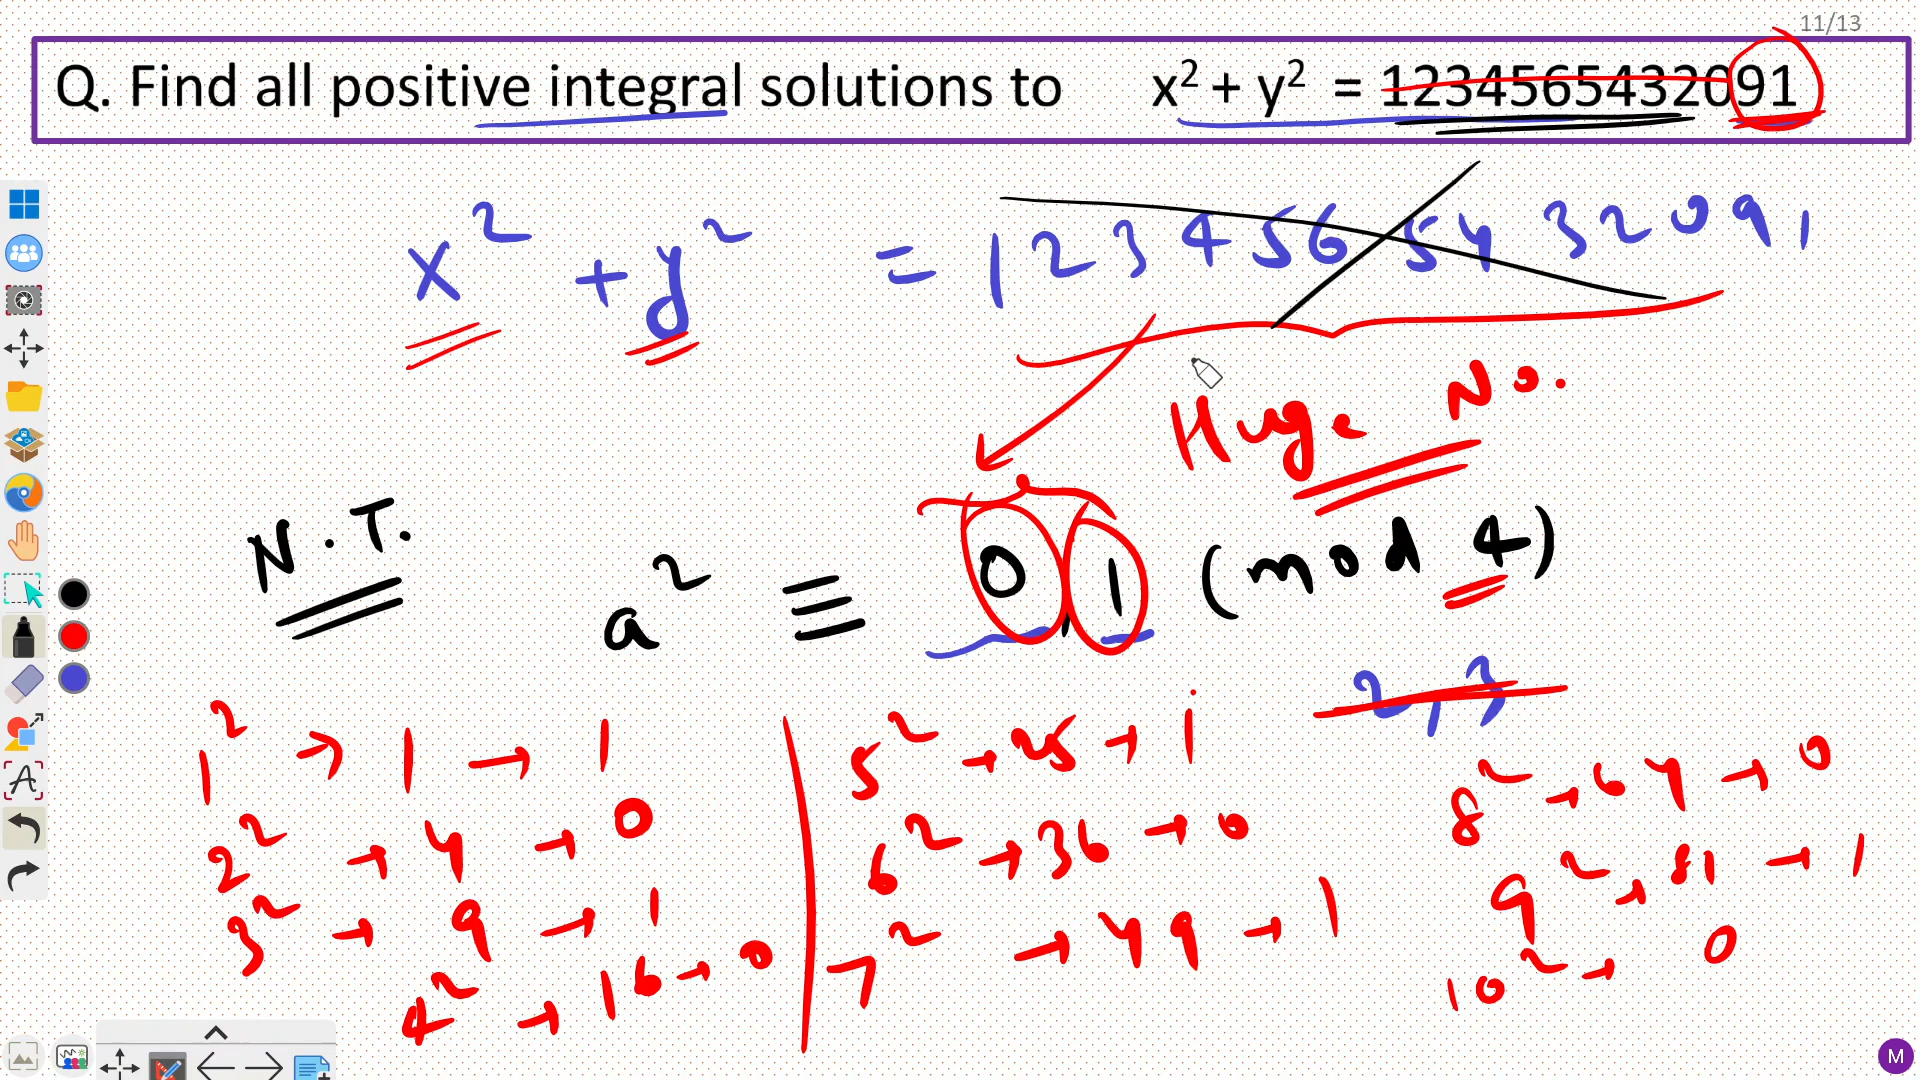 11/13
Q. Find all positive integral solutions to x² + y² = 1234565432091
x² + y² = 1234565432091
Huge No.
N.T. a² ≡ 0, 1 (mod 4)
2, 3
1² → 1 → 1
2² → 4 → 0
3² → 9 → 1
4² → 16 → 0
5² → 25 → 1
6² → 36 → 0
7² → 49 → 1
8² → 64 → 0
9² → 81 → 1
10² → 0
A
M